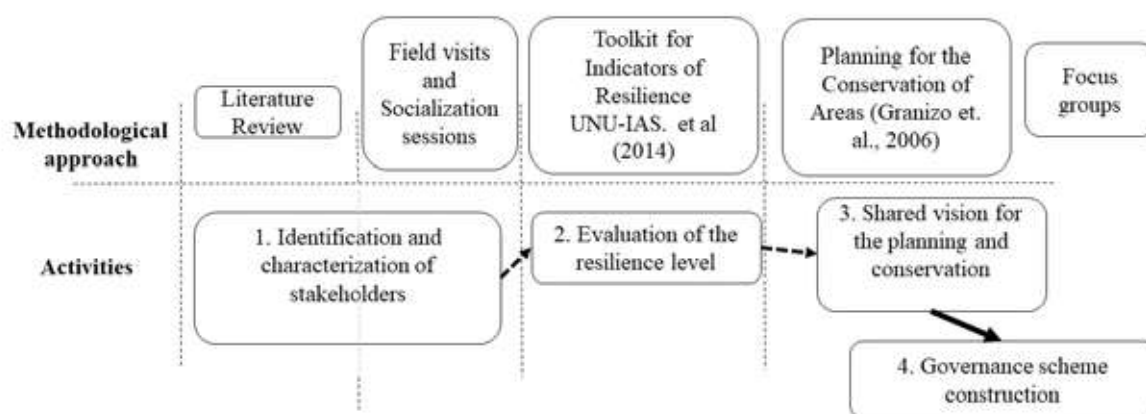 Methodological
approach
Literature
Review
Field visits
and
Socialization
sessions
Toolkit for
Indicators of
Resilience
UNU-IAS. et al
(2014)
Planning for the
Conservation of
Areas (Granizo et.
al., 2006)
Focus
groups
Activities
1. Identification and
characterization of
stakeholders
2. Evaluation of the
resilience level
3. Shared vision for
the planning and
conservation
4. Governance scheme
construction